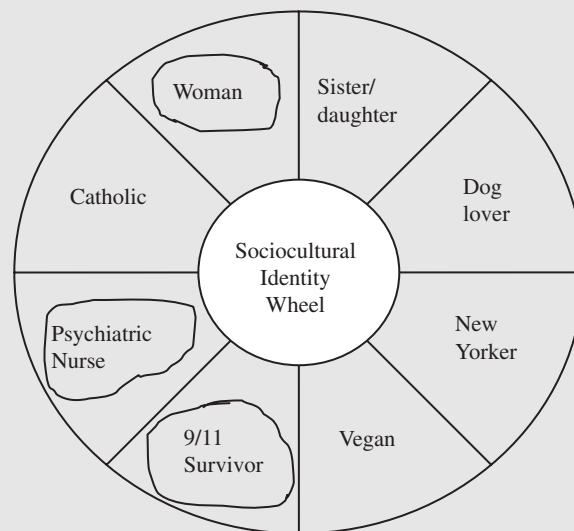 Woman
Sister/
daughter
Catholic
Dog
lover
Sociocultural
Identity
Wheel
Psychiatric
Nurse
New
Yorker
9/11
Survivor
Vegan